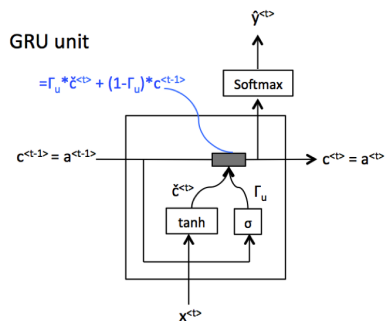 ŷ<t>
GRU unit
Softmax
=Γu*č<t> + (1-Γu)*c<t-1>
c<t-1> = a<t-1>
c<t> = a<t>
č<t>
Γu
tanh
σ
x<t>